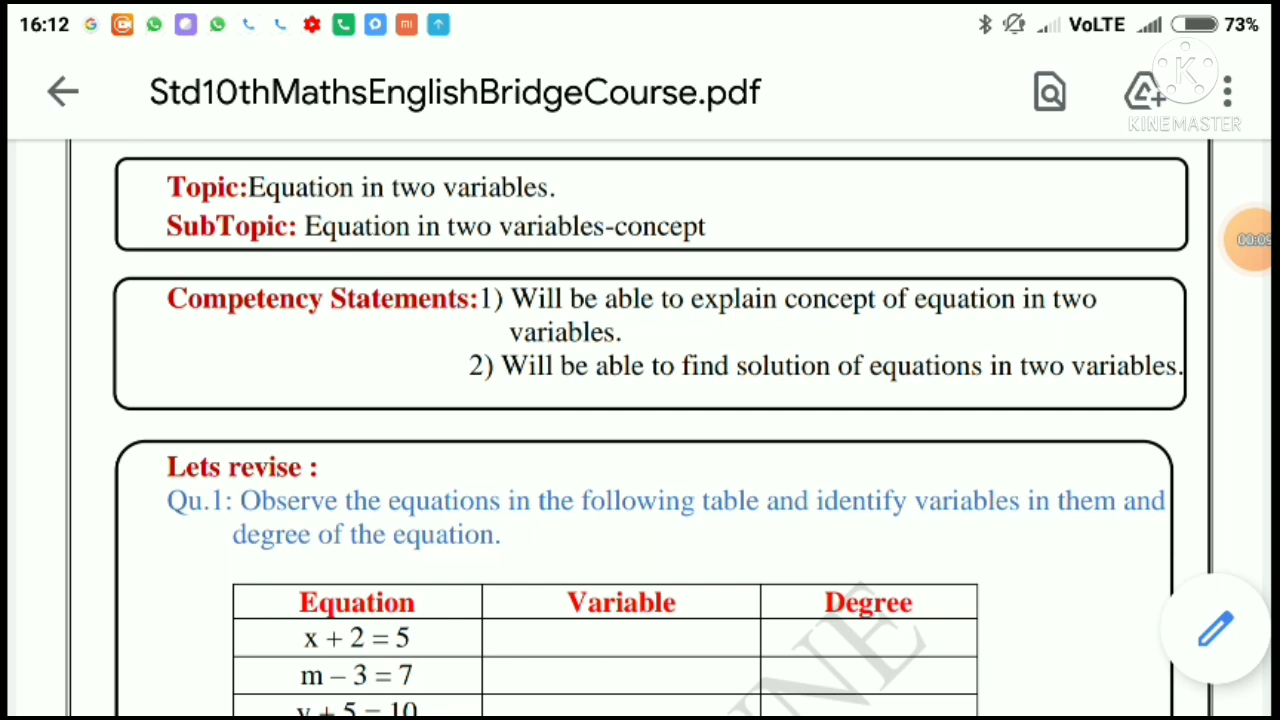 16:12
VoLTE
73%
Std10thMathsEnglishBridgeCourse.pdf
K
KINEMASTER
Topic:Equation in two variables.
SubTopic: Equation in two variables-concept
Competency Statements:1) Will be able to explain concept of equation in two
variables.
2) Will be able to find solution of equations in two variables.
Lets revise :
Qu.1: Observe the equations in the following table and identify variables in them and
degree of the equation.
Equation Variable Degree
x + 2 = 5
m – 3 = 7
y + 5 = 10